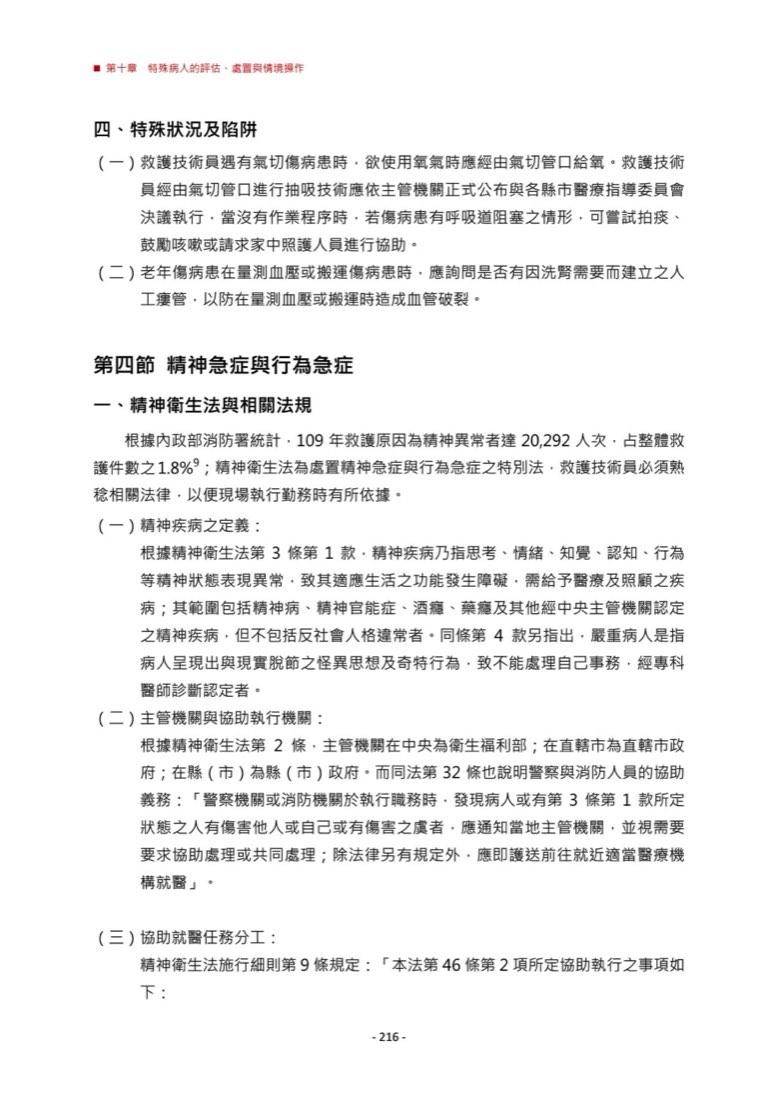 ■ 第十章　特殊病人的評估、處置與情境操作
四、特殊狀況及陷阱
（一）救護技術員遇有氣切傷病患時，欲使用氧氣時應經由氣切管口給氧。救護技術
員經由氣切管口進行抽吸技術應依主管機關正式公布與各縣市醫療指導委員會
決議執行，當沒有作業程序時，若傷病患有呼吸道阻塞之情形，可嘗試拍痰、
鼓勵咳嗽或請求家中照護人員進行協助。
（二）老年傷病患在量測血壓或搬運傷病患時，應詢問是否有因洗腎需要而建立之人
工瘻管，以防在量測血壓或搬運時造成血管破裂。
第四節 精神急症與行為急症
一、精神衛生法與相關法規
根據內政部消防署統計，109 年救護原因為精神異常者達 20,292 人次，占整體救
護件數之1.8%⁹；精神衛生法為處置精神急症與行為急症之特別法，救護技術員必須熟
稔相關法律，以便現場執行勤務時有所依據。
（一）精神疾病之定義：
根據精神衛生法第 3 條第 1 款，精神疾病乃指思考、情緒、知覺、認知、行為
等精神狀態表現異常，致其適應生活之功能發生障礙，需給予醫療及照顧之疾
病；其範圍包括精神病、精神官能症、酒癮、藥癮及其他經中央主管機關認定
之精神疾病，但不包括反社會人格違常者。同條第 4 款另指出，嚴重病人是指
病人呈現出與現實脫節之怪異思想及奇特行為，致不能處理自己事務，經專科
醫師診斷認定者。
（二）主管機關與協助執行機關：
根據精神衛生法第 2 條，主管機關在中央為衛生福利部；在直轄市為直轄市政
府；在縣（市）為縣（市）政府。而同法第 32 條也說明警察與消防人員的協助
義務：「警察機關或消防機關於執行職務時，發現病人或有第 3 條第 1 款所定
狀態之人有傷害他人或自己或有傷害之虞者，應通知當地主管機關，並視需要
要求協助處理或共同處理；除法律另有規定外，應即護送前往就近適當醫療機
構就醫」。
（三）協助就醫任務分工：
精神衛生法施行細則第 9 條規定：「本法第 46 條第 2 項所定協助執行之事項如
下：
- 216 -